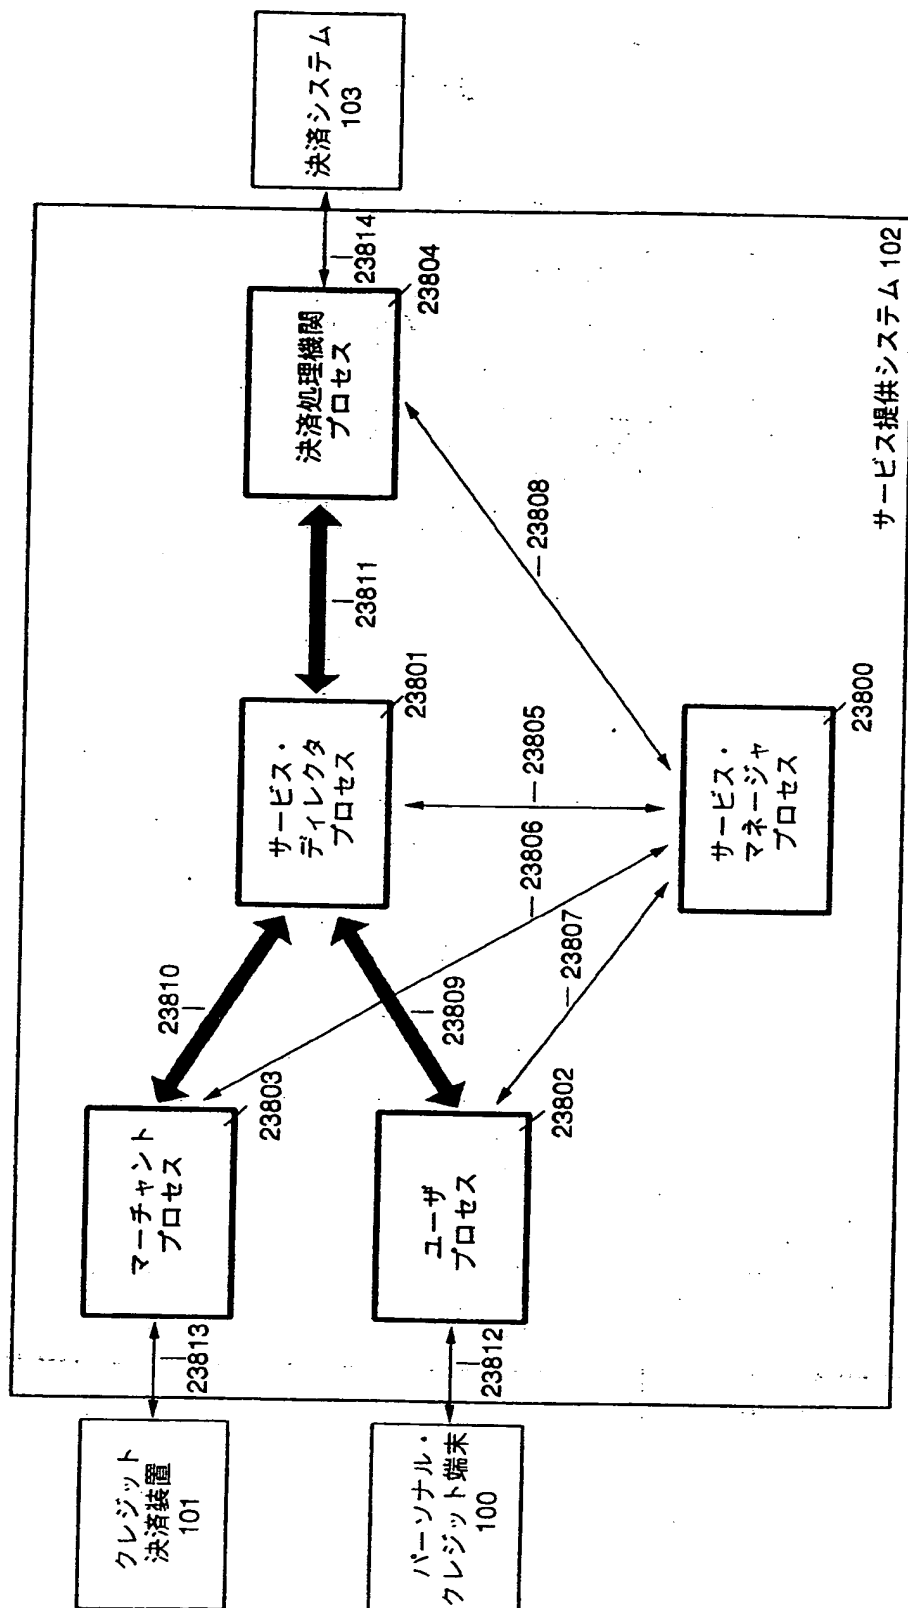 クレジット
決済装置
101
23813
マーチャント
プロセス
23803
23810
パーソナル・
クレジット端末
100
23812
ユーザ
プロセス
23802
23809
サービス・
ディレクタ
プロセス
23801
23811
決済処理機関
プロセス
23804
23814
決済システム
103
23805
23806
23807
23808
サービス・
マネージャ
プロセス
23800
サービス提供システム 102